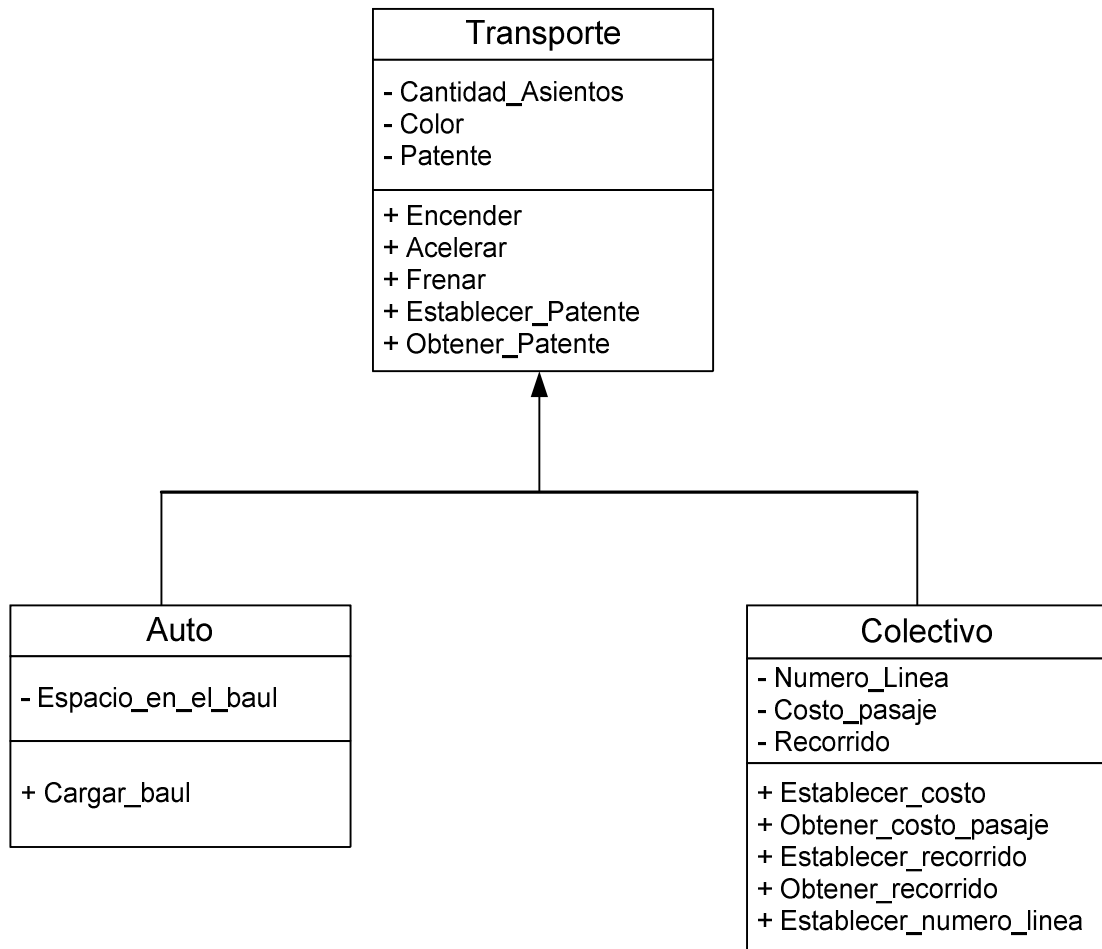 Transporte
- Cantidad_Asientos
- Color
- Patente
+ Encender
+ Acelerar
+ Frenar
+ Establecer_Patente
+ Obtener_Patente
Auto
- Espacio_en_el_baul
+ Cargar_baul
Colectivo
- Numero_Linea
- Costo_pasaje
- Recorrido
+ Establecer_costo
+ Obtener_costo_pasaje
+ Establecer_recorrido
+ Obtener_recorrido
+ Establecer_numero_linea